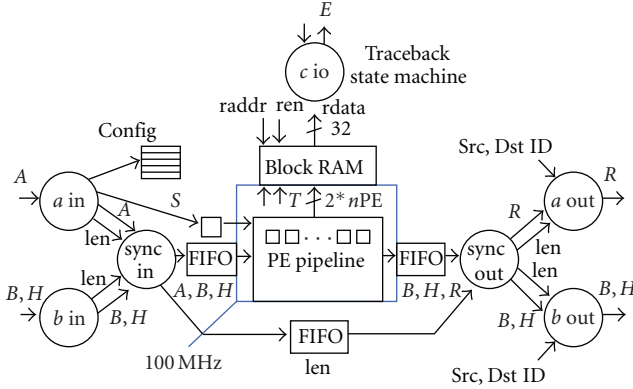 E
c io
Traceback
state machine
raddr
ren
rdata
32
Config
Block RAM
Src, Dst ID
A
a in
S
T
2* nPE
R
a out
A
len
. . .
PE pipeline
R
len
sync
in
FIFO
FIFO
sync
out
len
len
B, H
b in
B, H
A, B, H
B, H, R
B, H
b out
B, H
FIFO
len
100 MHz
Src, Dst ID